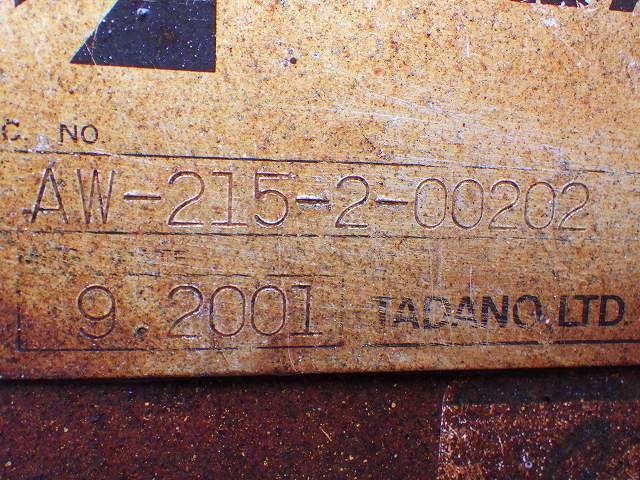 C. NO
AW-215-2-00202
9.2001 TADANO LTD.